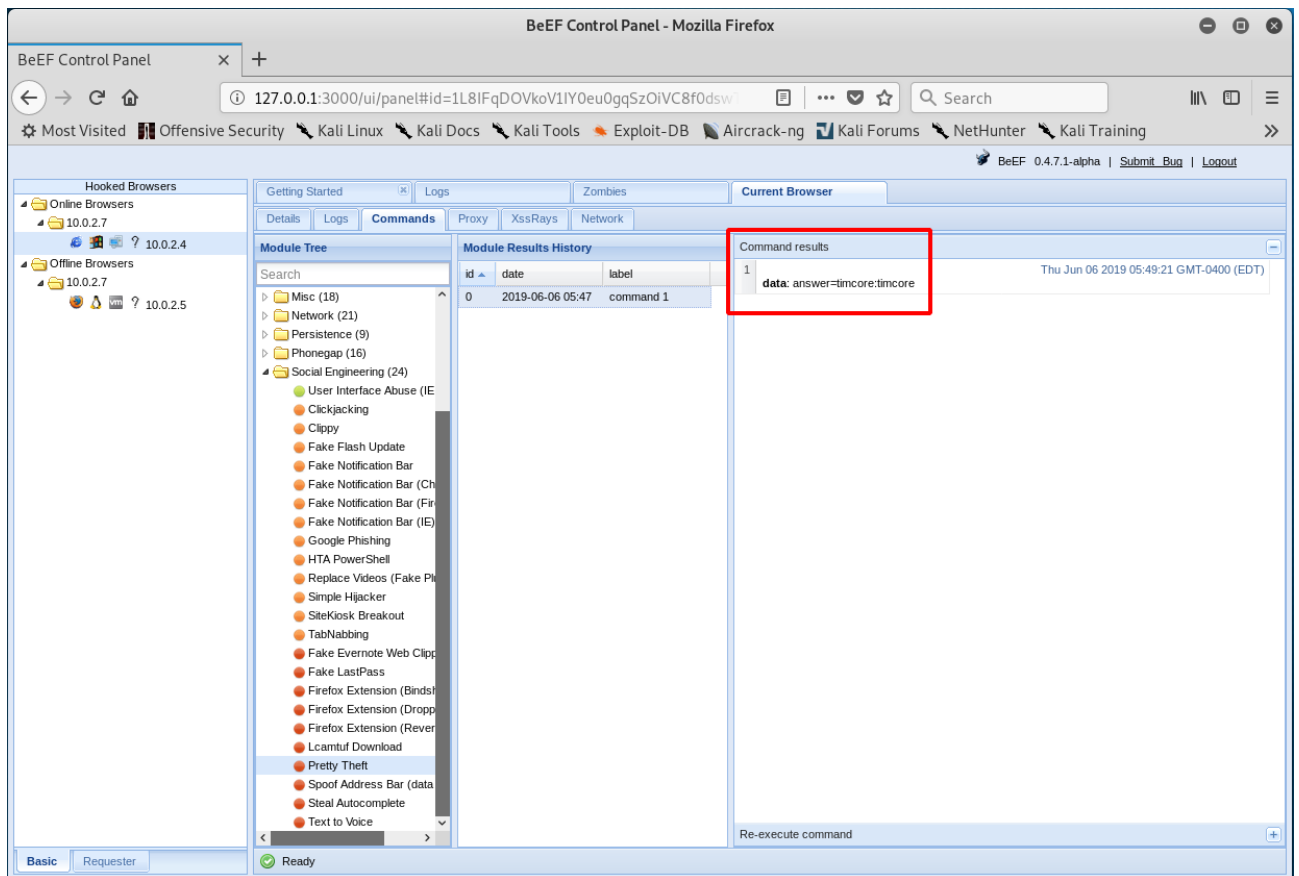 BeEF Control Panel - Mozilla Firefox
BeEF Control Panel
127.0.0.1:3000/ui/panel#id=1L8IFqDOVkoV1IY0eu0gqSzOiVC8f0dsw
Search
Most Visited Offensive Security Kali Linux Kali Docs Kali Tools Exploit-DB Aircrack-ng Kali Forums NetHunter Kali Training
BeEF 0.4.7.1-alpha | Submit Bug | Logout
Hooked Browsers
Online Browsers
10.0.2.7
? 10.0.2.4
Offline Browsers
10.0.2.7
vm ? 10.0.2.5
Getting Started Logs Zombies Current Browser
Details Logs Commands Proxy XssRays Network
Module Tree
Search
Misc (18)
Network (21)
Persistence (9)
Phonegap (16)
Social Engineering (24)
User Interface Abuse (IE
Clickjacking
Clippy
Fake Flash Update
Fake Notification Bar
Fake Notification Bar (Ch
Fake Notification Bar (Fire
Fake Notification Bar (IE)
Google Phishing
HTA PowerShell
Replace Videos (Fake Plu
Simple Hijacker
SiteKiosk Breakout
TabNabbing
Fake Evernote Web Clipp
Fake LastPass
Firefox Extension (Bindsh
Firefox Extension (Dropp
Firefox Extension (Rever
Lcamtuf Download
Pretty Theft
Spoof Address Bar (data
Steal Autocomplete
Text to Voice
Module Results History
id date label
0 2019-06-06 05:47 command 1
Command results
1 Thu Jun 06 2019 05:49:21 GMT-0400 (EDT)
data: answer=timcore:timcore
Re-execute command
Basic Requester
Ready